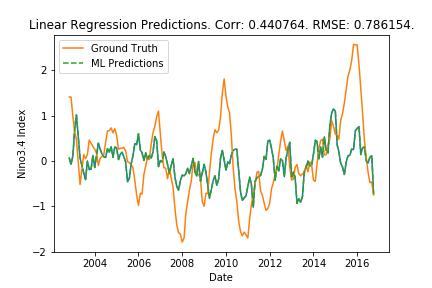 Linear Regression Predictions. Corr: 0.440764. RMSE: 0.786154.
Ground Truth
ML Predictions
Nino3.4 Index
2
1
0
−1
−2
2004
2006
2008
2010
2012
2014
2016
Date